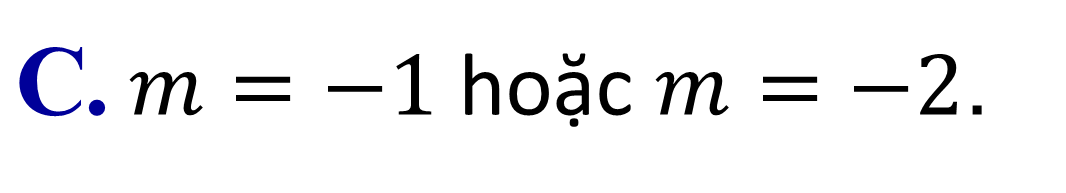 C. m = −1 hoặc m = −2.